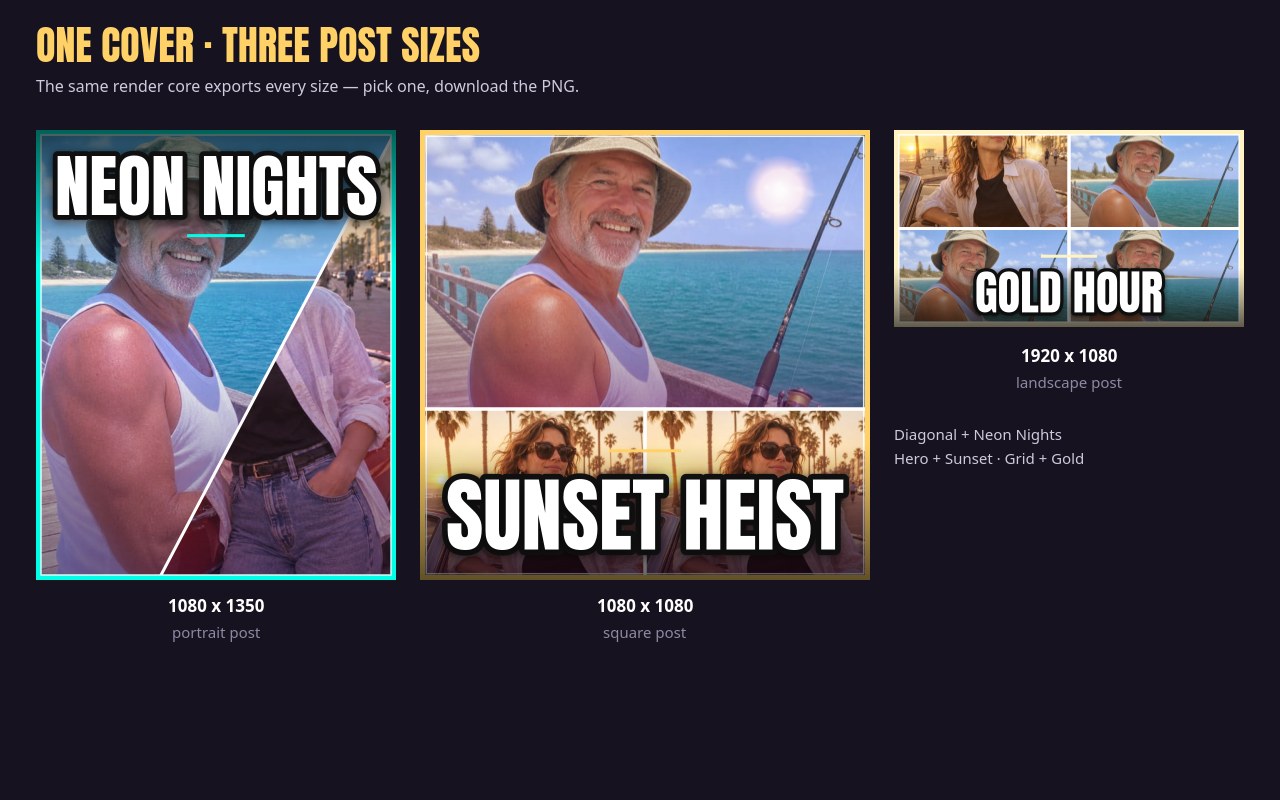 ONE COVER · THREE POST SIZES
The same render core exports every size — pick one, download the PNG.
NEON NIGHTS
1080 x 1350
portrait post
SUNSET HEIST
1080 x 1080
square post
GOLD HOUR
1920 x 1080
landscape post
Diagonal + Neon Nights
Hero + Sunset · Grid + Gold